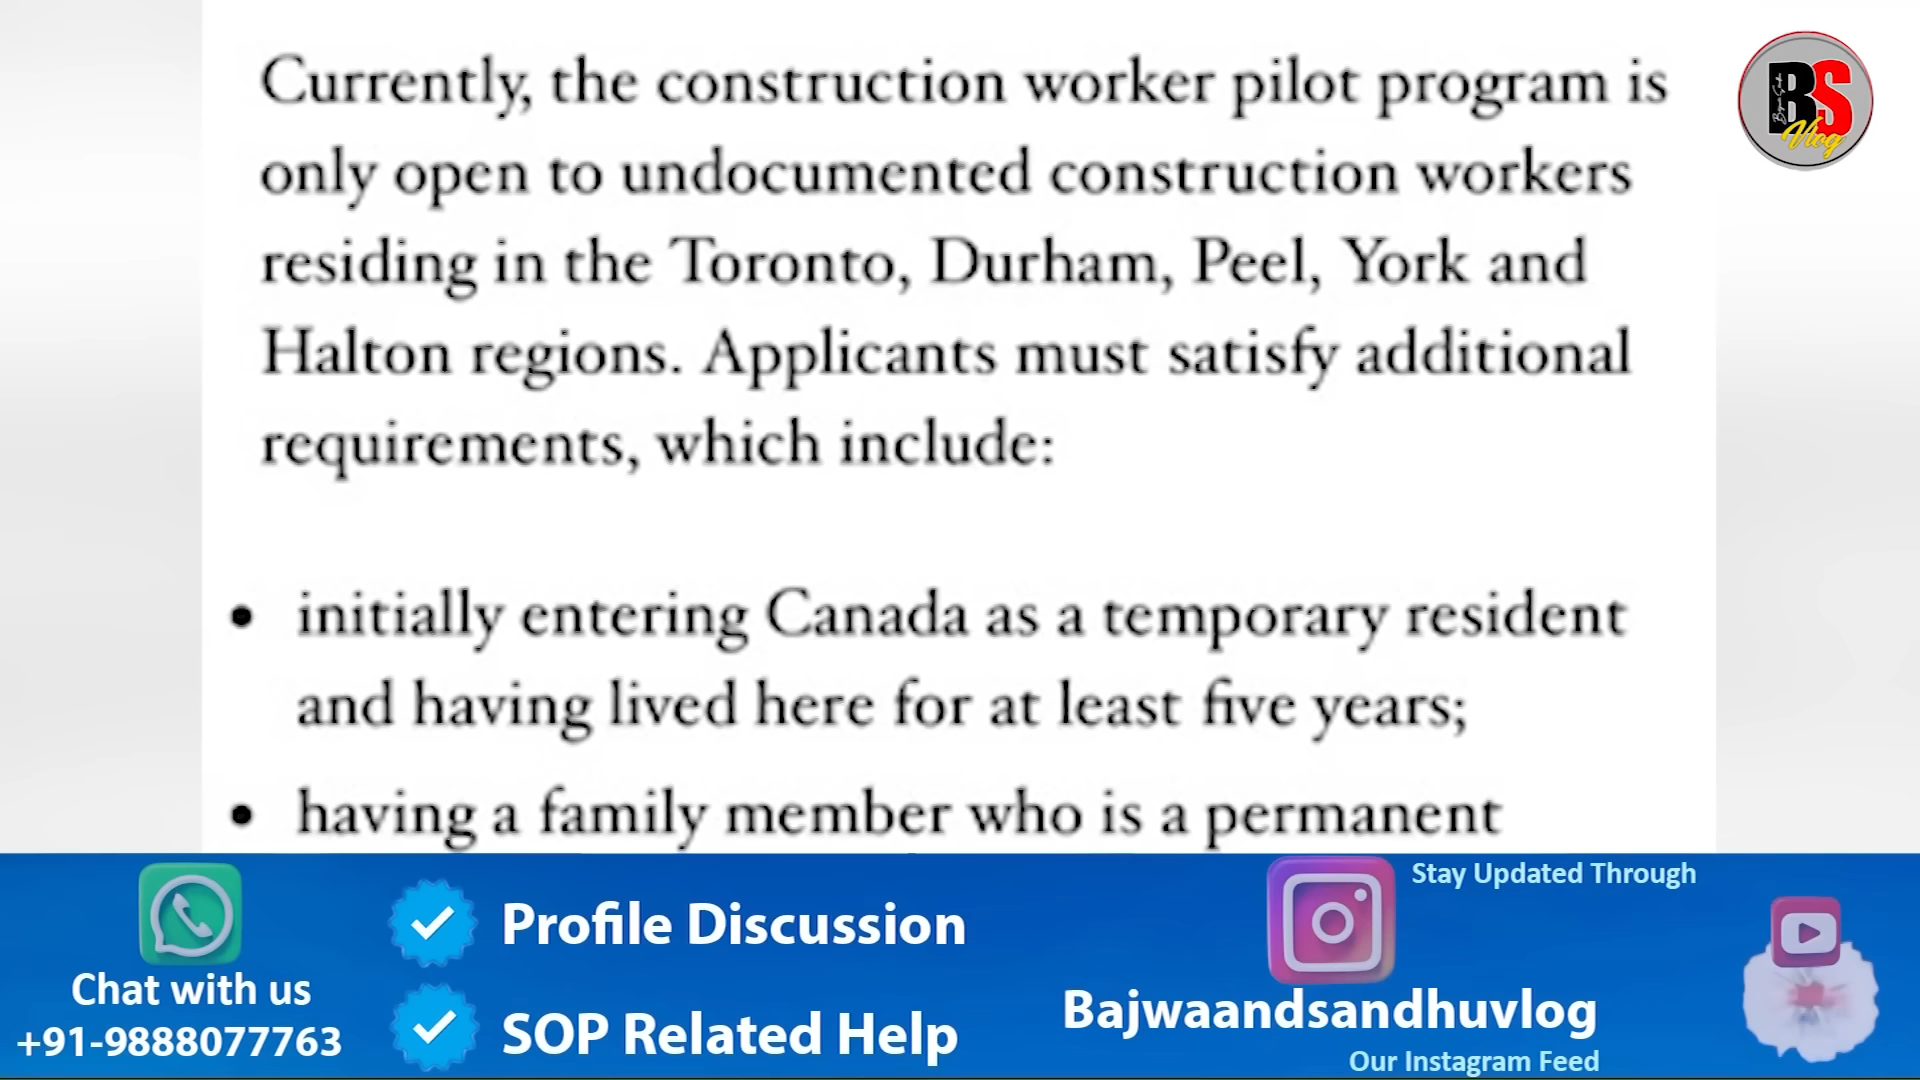 Currently, the construction worker pilot program is
only open to undocumented construction workers
residing in the Toronto, Durham, Peel, York and
Halton regions. Applicants must satisfy additional
requirements, which include:
• initially entering Canada as a temporary resident
and having lived here for at least five years;
• having a family member who is a permanent
BS
Vlog
Chat with us
+91-9888077763
Profile Discussion
SOP Related Help
Stay Updated Through
Bajwaandsandhuvlog
Our Instagram Feed